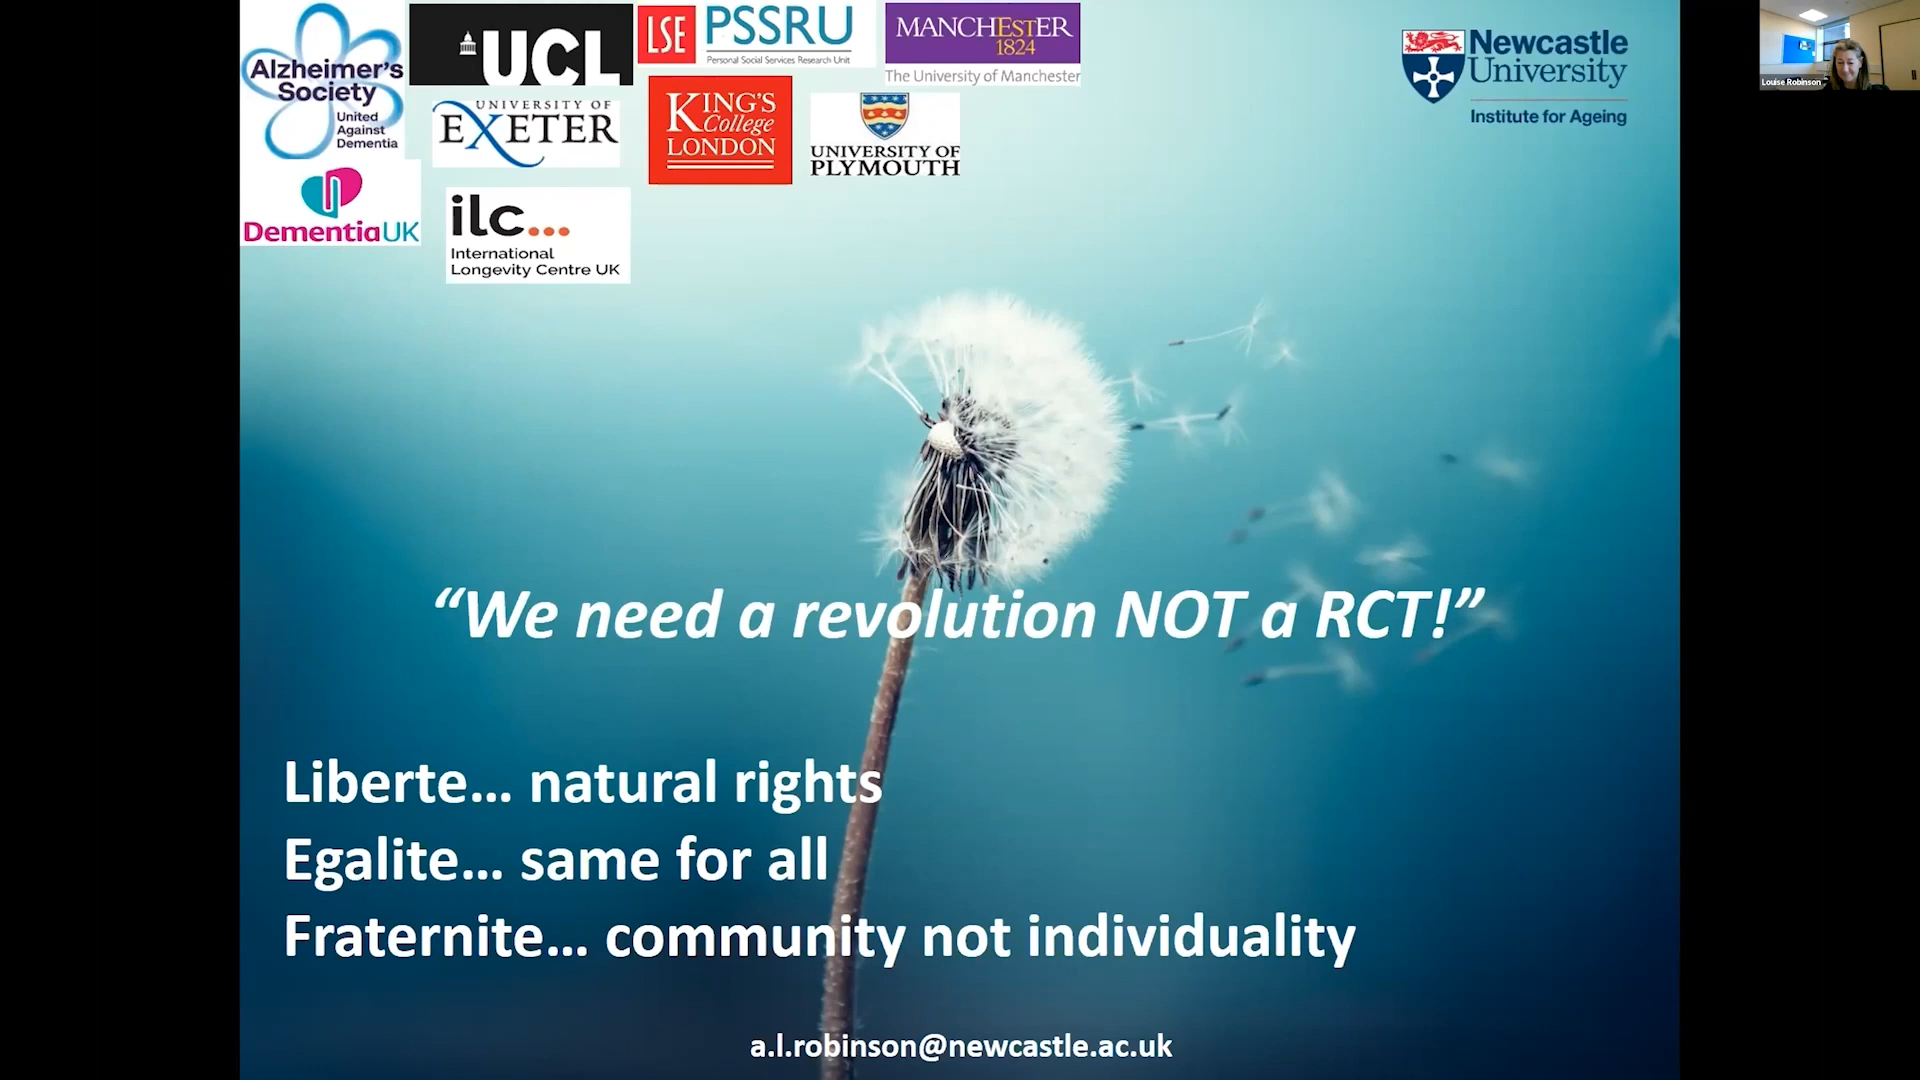 Alzheimer's
Society
United
Against
Dementia
UCL
LSE
PSSRU
Personal Social Services Research Unit
MANCHESTER
1824
The University of Manchester
Newcastle
University
Institute for Ageing
Louise Robinson
UNIVERSITY OF
EXETER
KING'S
College
LONDON
UNIVERSITY OF
PLYMOUTH
DementiaUK
ilc...
International
Longevity Centre UK
“We need a revolution NOT a RCT!”
Liberte... natural rights
Egalite... same for all
Fraternite... community not individuality
a.l.robinson@newcastle.ac.uk